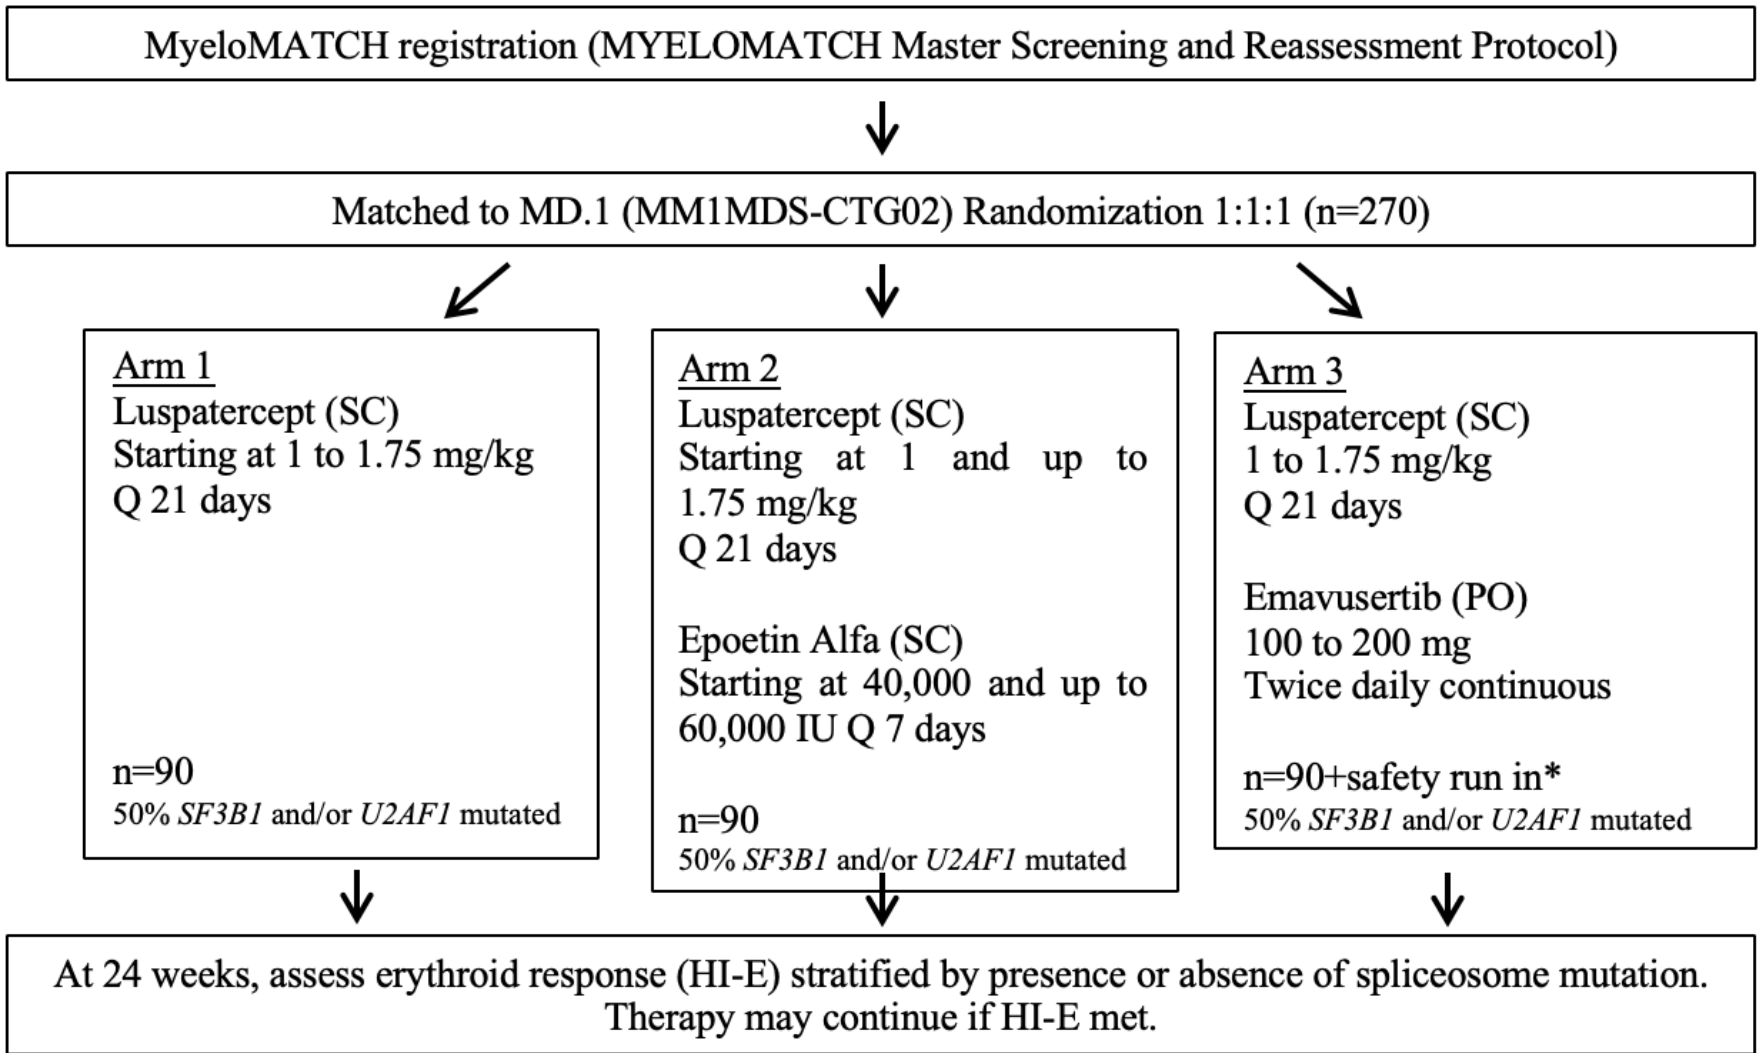 MyeloMATCH registration (MYELOMATCH Master Screening and Reassessment Protocol)
Matched to MD.1 (MM1MDS-CTG02) Randomization 1:1:1 (n=270)
Arm 1
Luspatercept (SC)
Starting at 1 to 1.75 mg/kg
Q 21 days
n=90
50% SF3B1 and/or U2AF1 mutated
Arm 2
Luspatercept (SC)
Starting at 1 and up to
1.75 mg/kg
Q 21 days
Epoetin Alfa (SC)
Starting at 40,000 and up to
60,000 IU Q 7 days
n=90
50% SF3B1 and/or U2AF1 mutated
Arm 3
Luspatercept (SC)
1 to 1.75 mg/kg
Q 21 days
Emavusertib (PO)
100 to 200 mg
Twice daily continuous
n=90+safety run in*
50% SF3B1 and/or U2AF1 mutated
At 24 weeks, assess erythroid response (HI-E) stratified by presence or absence of spliceosome mutation.
Therapy may continue if HI-E met.